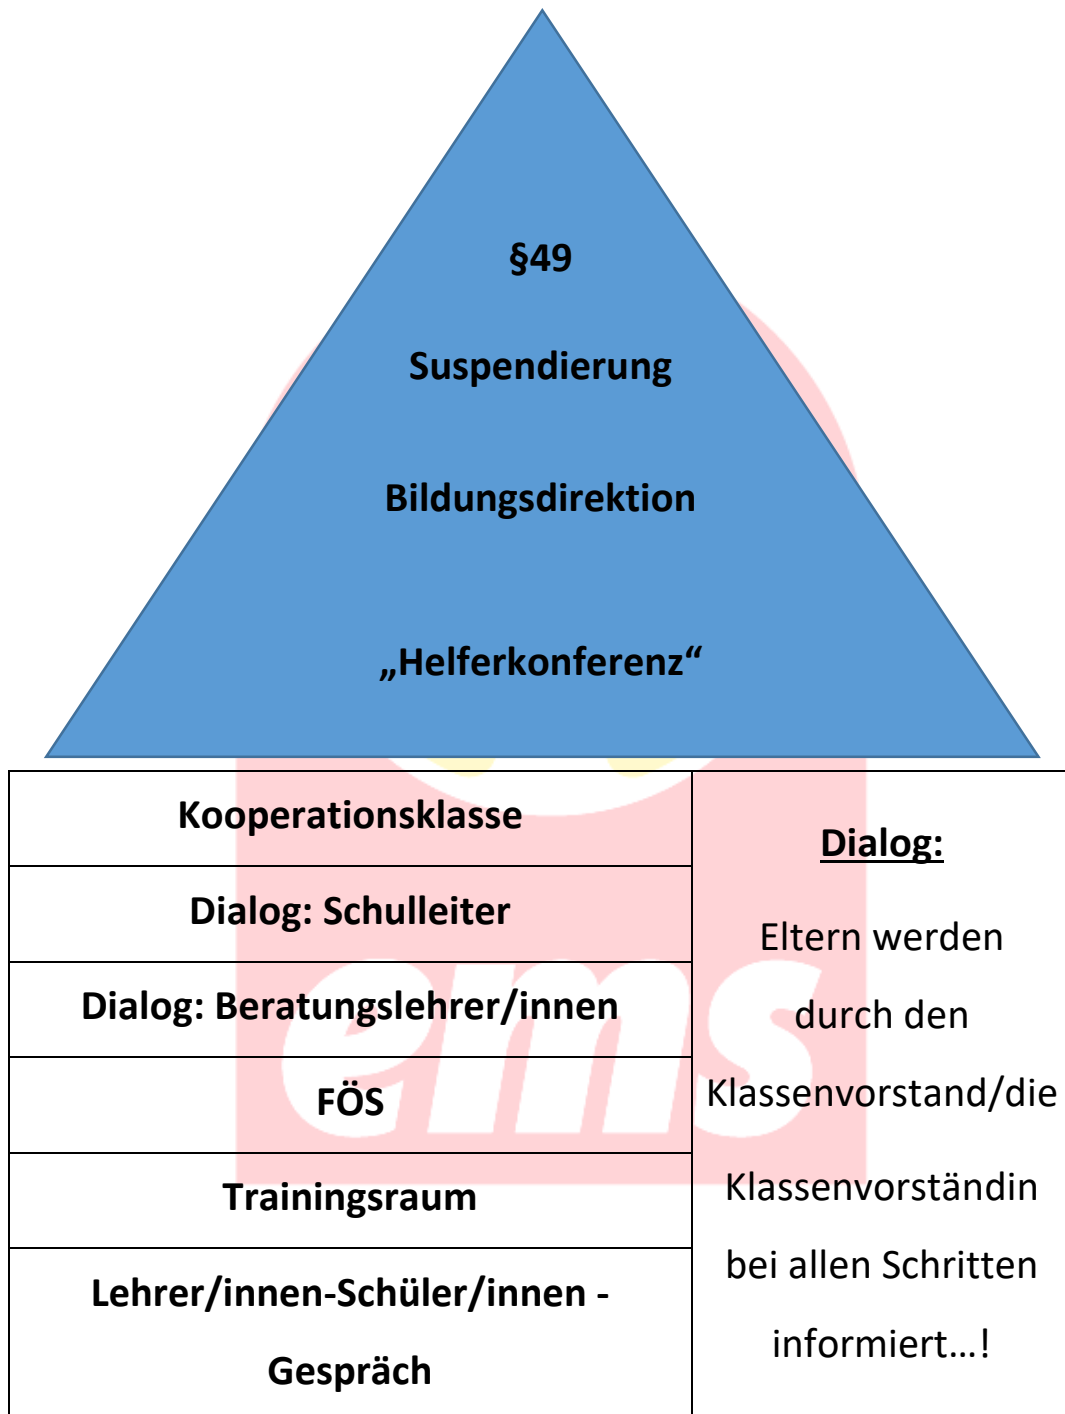 §49
Suspendierung
Bildungsdirektion
„Helferkonferenz“
Kooperationsklasse
Dialog: Schulleiter
Dialog: Beratungslehrer/innen
FÖS
Trainingsraum
Lehrer/innen-Schüler/innen -
Gespräch
Dialog:
Eltern werden
durch den
Klassenvorstand/die
Klassenvorständin
bei allen Schritten
informiert…!
ems